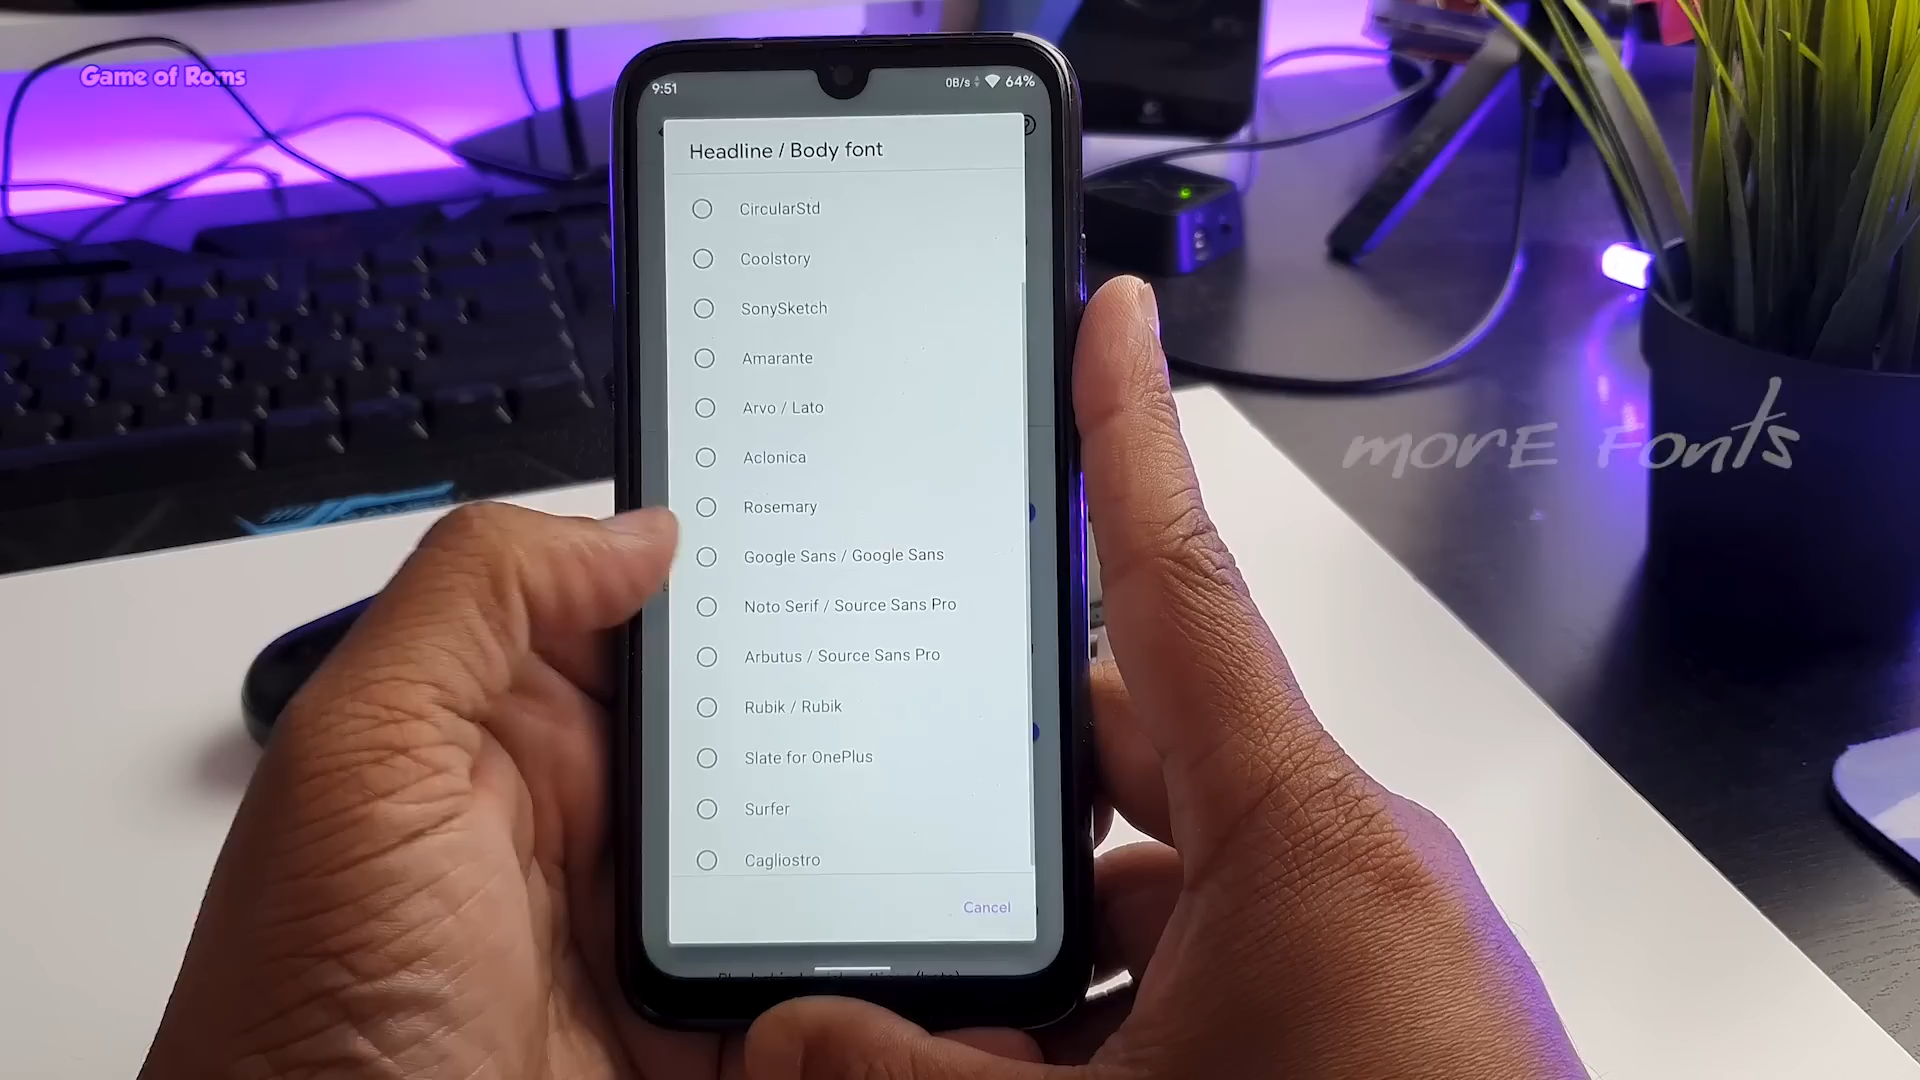 Game of Roms
9:51
0B/s
64%
Headline / Body font
CircularStd
Coolstory
SonySketch
Amarante
Arvo / Lato
Aclonica
Rosemary
Google Sans / Google Sans
Noto Serif / Source Sans Pro
Arbutus / Source Sans Pro
Rubik / Rubik
Slate for OnePlus
Surfer
Cagliostro
Cancel
morE Fonts